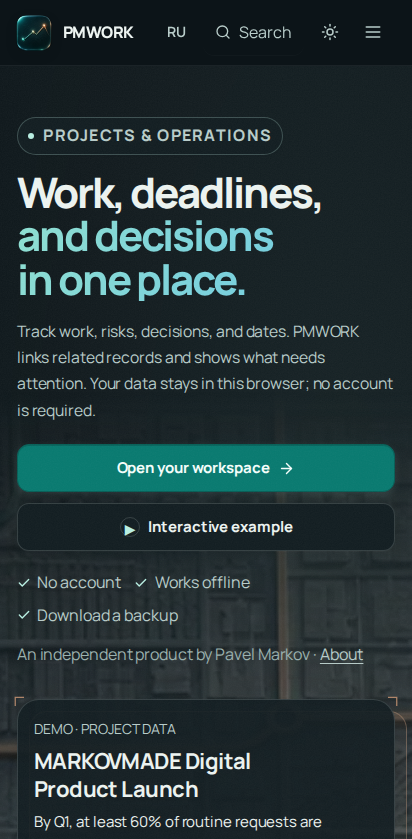 PMWORK RU Search
PROJECTS & OPERATIONS
Work, deadlines,
and decisions
in one place.
Track work, risks, decisions, and dates. PMWORK
links related records and shows what needs
attention. Your data stays in this browser; no account
is required.
Open your workspace →
Interactive example
No account Works offline
Download a backup
An independent product by Pavel Markov · About
DEMO · PROJECT DATA
MARKOVMADE Digital
Product Launch
By Q1, at least 60% of routine requests are